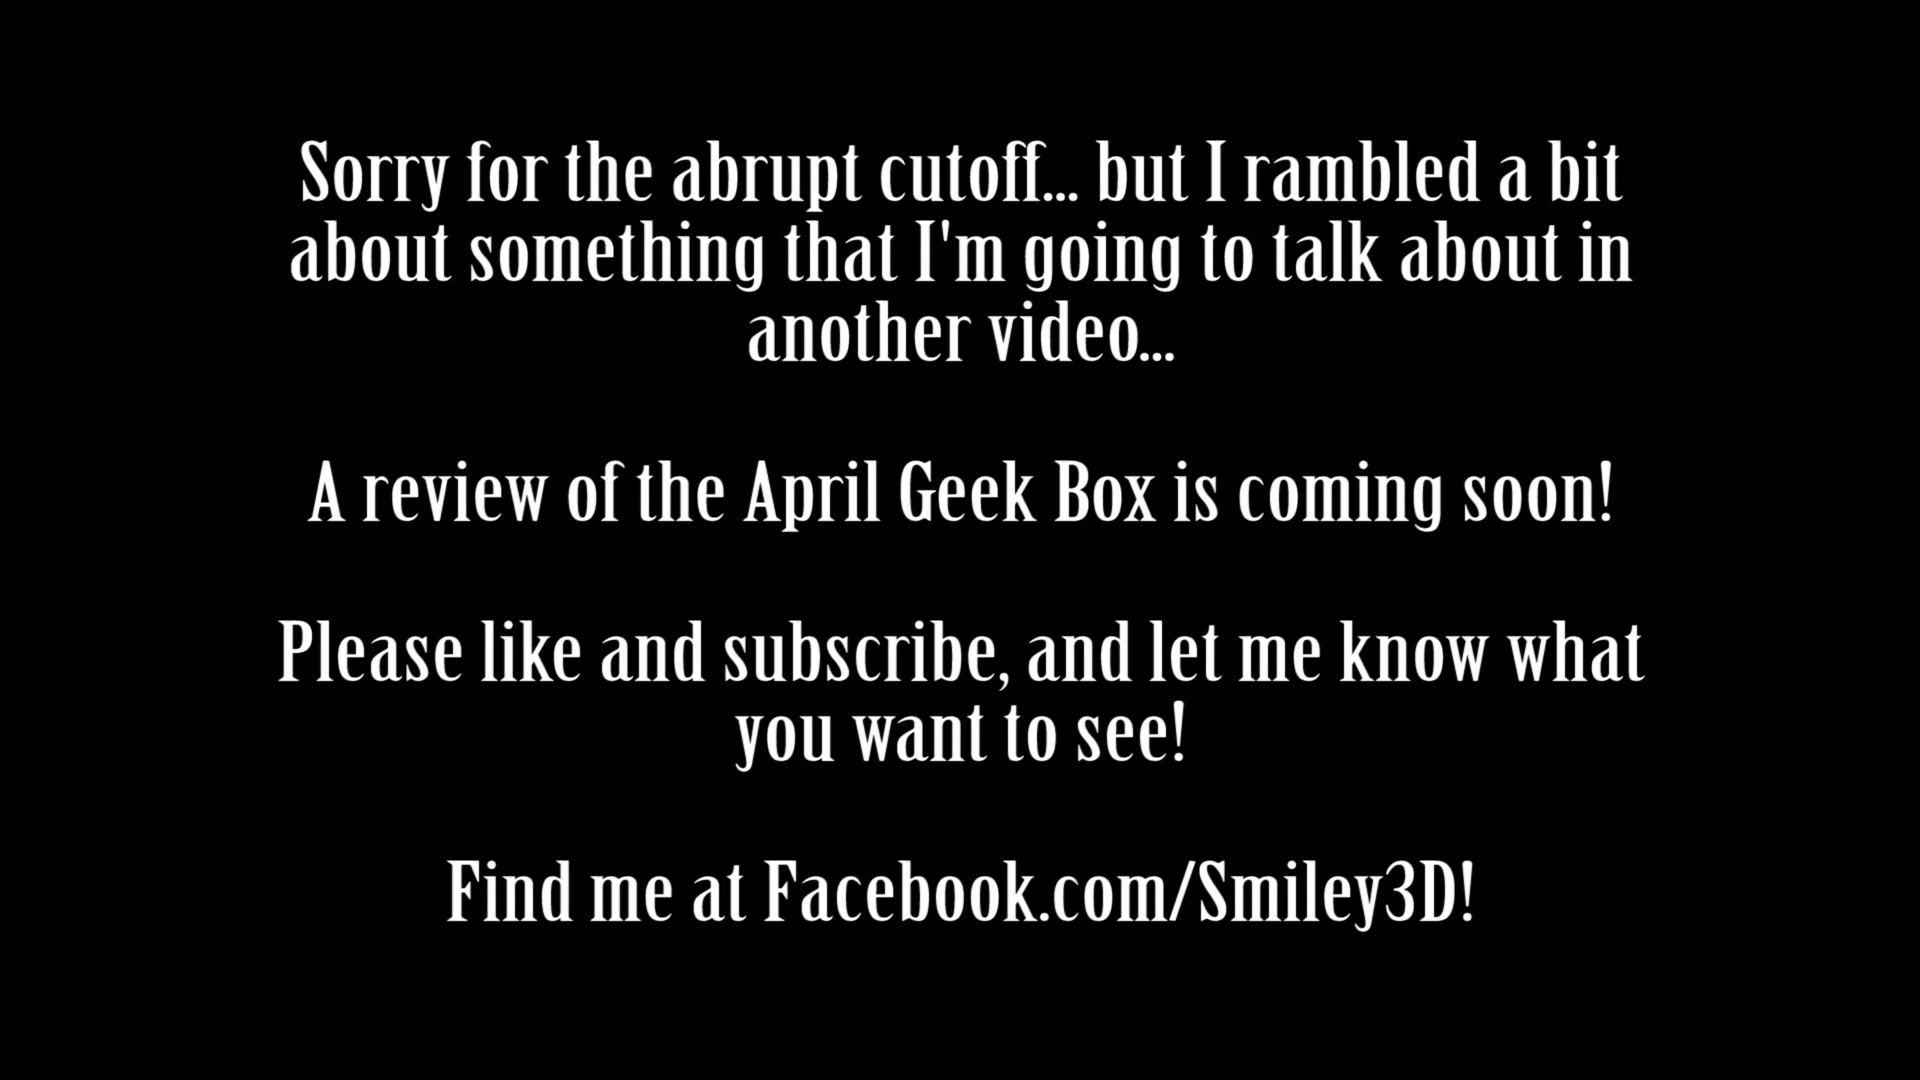 Sorry for the abrupt cutoff... but I rambled a bit
about something that I'm going to talk about in
another video...
A review of the April Geek Box is coming soon!
Please like and subscribe, and let me know what
you want to see!
Find me at Facebook.com/Smiley3D!